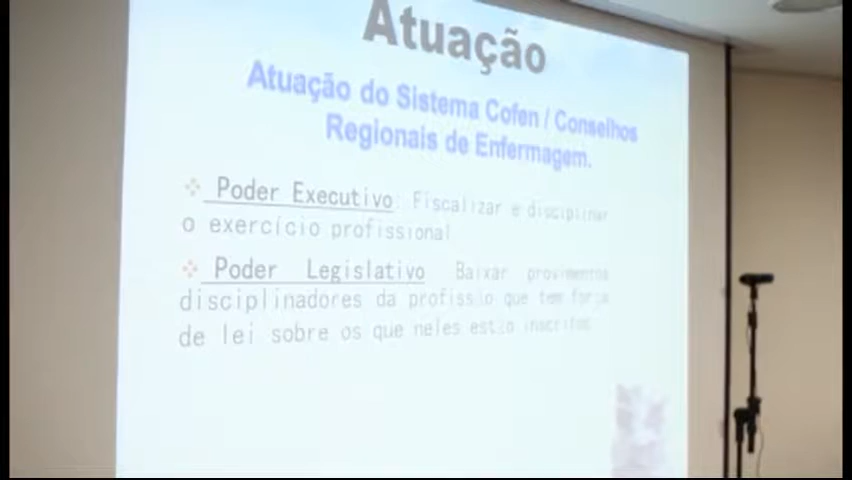 Atuação
Atuação do Sistema Cofen / Conselhos
Regionais de Enfermagem.
Poder Executivo: Fiscalizar e disciplinar
o exercício profissional
Poder Legislativo Baixar provimentos
disciplinadores da profissão que tem força
de lei sobre os que neles estão inscritos